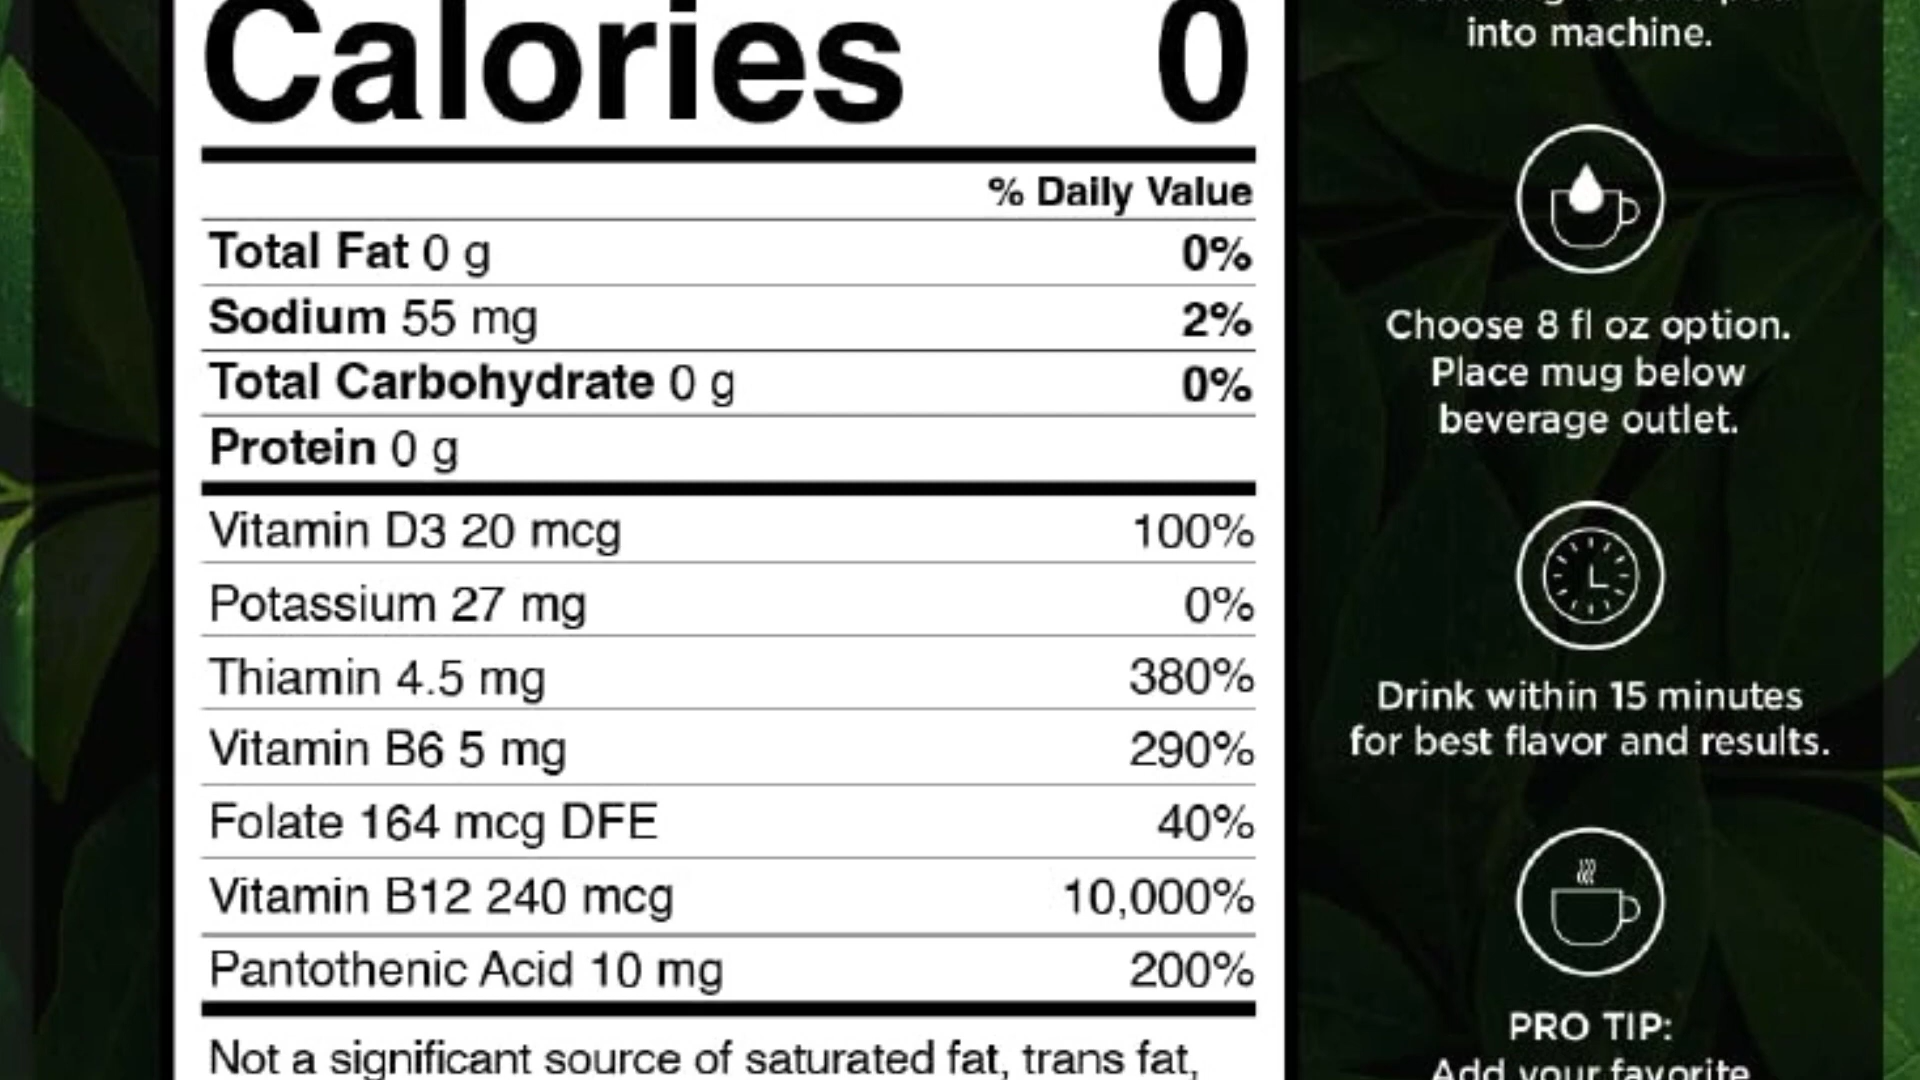 Calories 0
% Daily Value
Total Fat 0 g 0%
Sodium 55 mg 2%
Total Carbohydrate 0 g 0%
Protein 0 g
Vitamin D3 20 mcg 100%
Potassium 27 mg 0%
Thiamin 4.5 mg 380%
Vitamin B6 5 mg 290%
Folate 164 mcg DFE 40%
Vitamin B12 240 mcg 10,000%
Pantothenic Acid 10 mg 200%
Not a significant source of saturated fat, trans fat,
into machine.
Choose 8 fl oz option.
Place mug below
beverage outlet.
Drink within 15 minutes
for best flavor and results.
PRO TIP:
Add your favorite